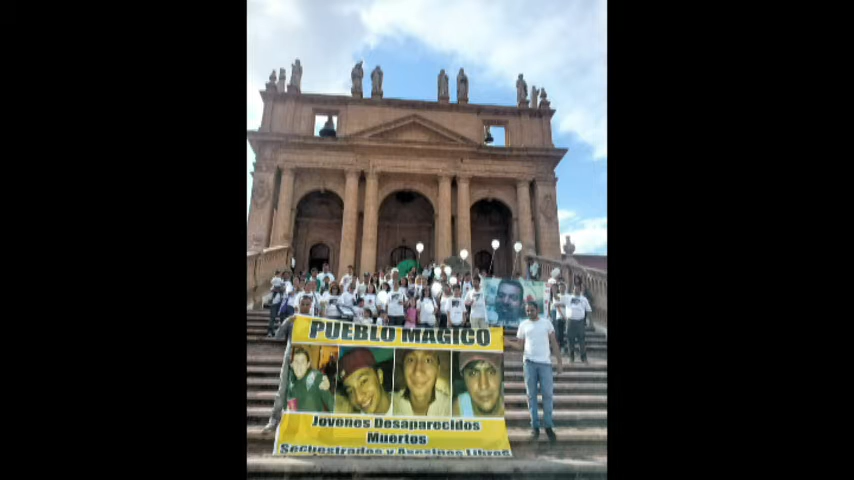 PUEBLO MAGICO
Jovenes Desaparecidos
Muertos
Secuestrados y Asesinos Libres